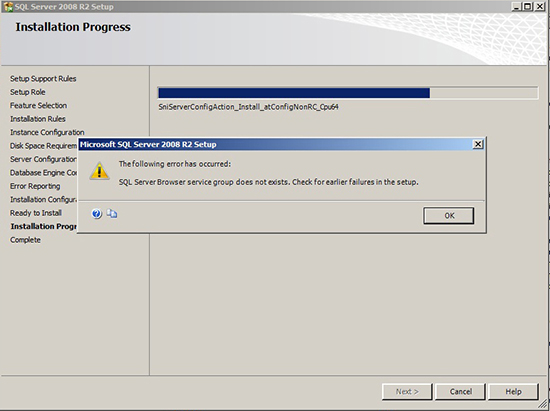 SQL Server 2008 R2 Setup
Installation Progress
Setup Support Rules
Setup Role
Feature Selection
Installation Rules
Instance Configuration
Disk Space Requirem
Server Configuration
Database Engine Co
Error Reporting
Installation Configura
Ready to Install
Installation Progr
Complete
SniServerConfigAction_Install_atConfigNonRC_Cpu64
Microsoft SQL Server 2008 R2 Setup
The following error has occurred:
SQL Server Browser service group does not exists. Check for earlier failures in the setup.
OK
Next >
Cancel
Help